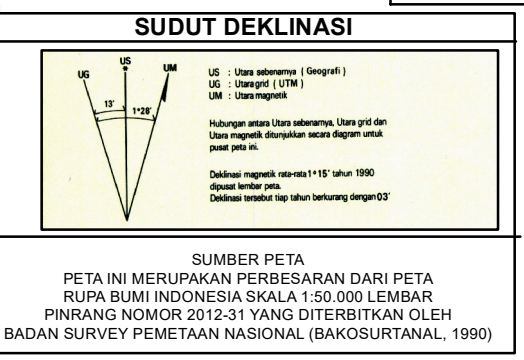 SUDUT DEKLINASI
US
UG
UM
13'
1°28'
US : Utara sebenarnya ( Geografi )
UG : Utara grid ( UTM )
UM : Utara magnetik
Hubungan antara Utara sebenarnya, Utara grid dan
Utara magnetik ditunjukkan secara diagram untuk
pusat peta ini.
Deklinasi magnetik rata-rata 1°15' tahun 1990
dipusat lembar peta.
Deklinasi tersebut tiap tahun berkurang dengan 03'
SUMBER PETA
PETA INI MERUPAKAN PERBESARAN DARI PETA
RUPA BUMI INDONESIA SKALA 1:50.000 LEMBAR
PINRANG NOMOR 2012-31 YANG DITERBITKAN OLEH
BADAN SURVEY PEMETAAN NASIONAL (BAKOSURTANAL, 1990)